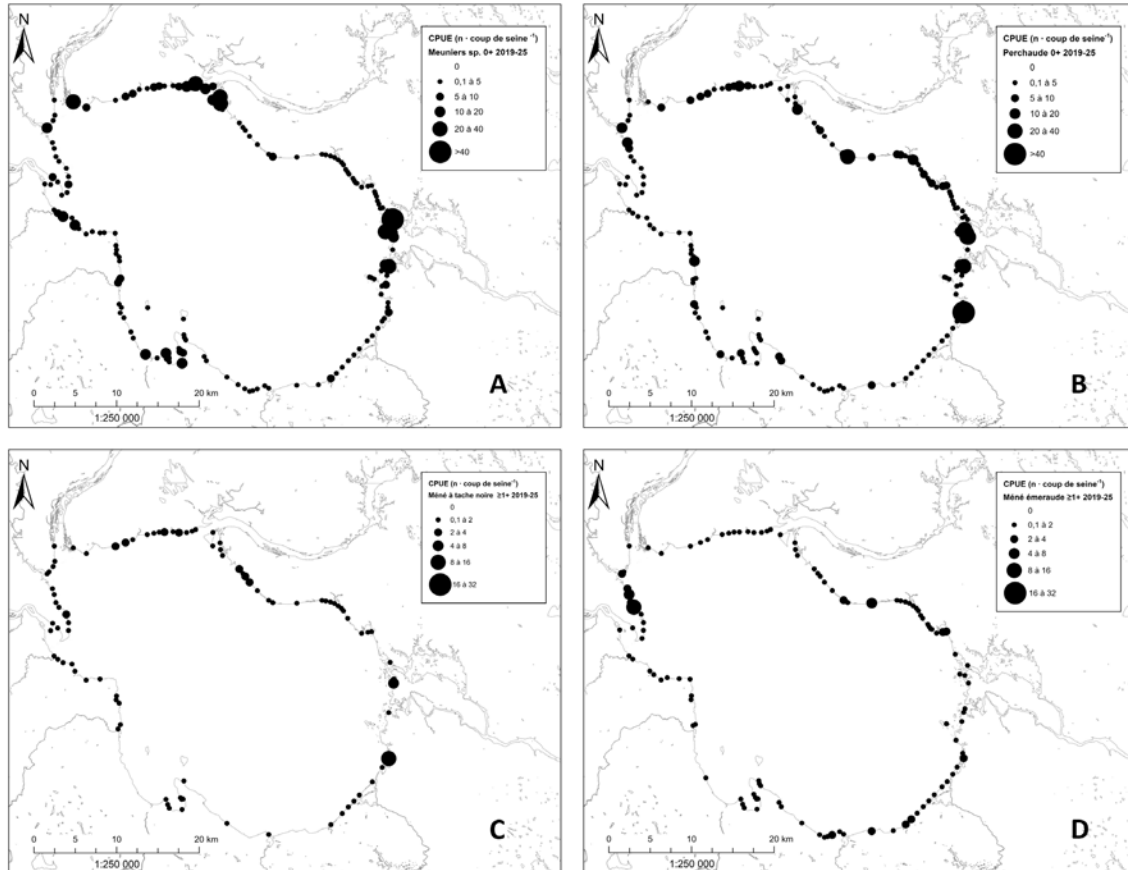 N
CPUE (n · coup de seine⁻¹)
Meuniers sp. 0+ 2019-25
0
0,1 à 5
5 à 10
10 à 20
20 à 40
>40
0 5 10 20 km
1:250 000
A
N
CPUE (n · coup de seine⁻¹)
Perchaude 0+ 2019-25
0
0,1 à 5
5 à 10
10 à 20
20 à 40
>40
0 5 10 20 km
1:250 000
B
N
CPUE (n · coup de seine⁻¹)
Méné à tache noire ≥1+ 2019-25
0
0,1 à 2
2 à 4
4 à 8
8 à 16
16 à 32
0 5 10 20 km
1:250 000
C
N
CPUE (n · coup de seine⁻¹)
Méné émeraude ≥1+ 2019-25
0
0,1 à 2
2 à 4
4 à 8
8 à 16
16 à 32
0 5 10 20 km
1:250 000
D